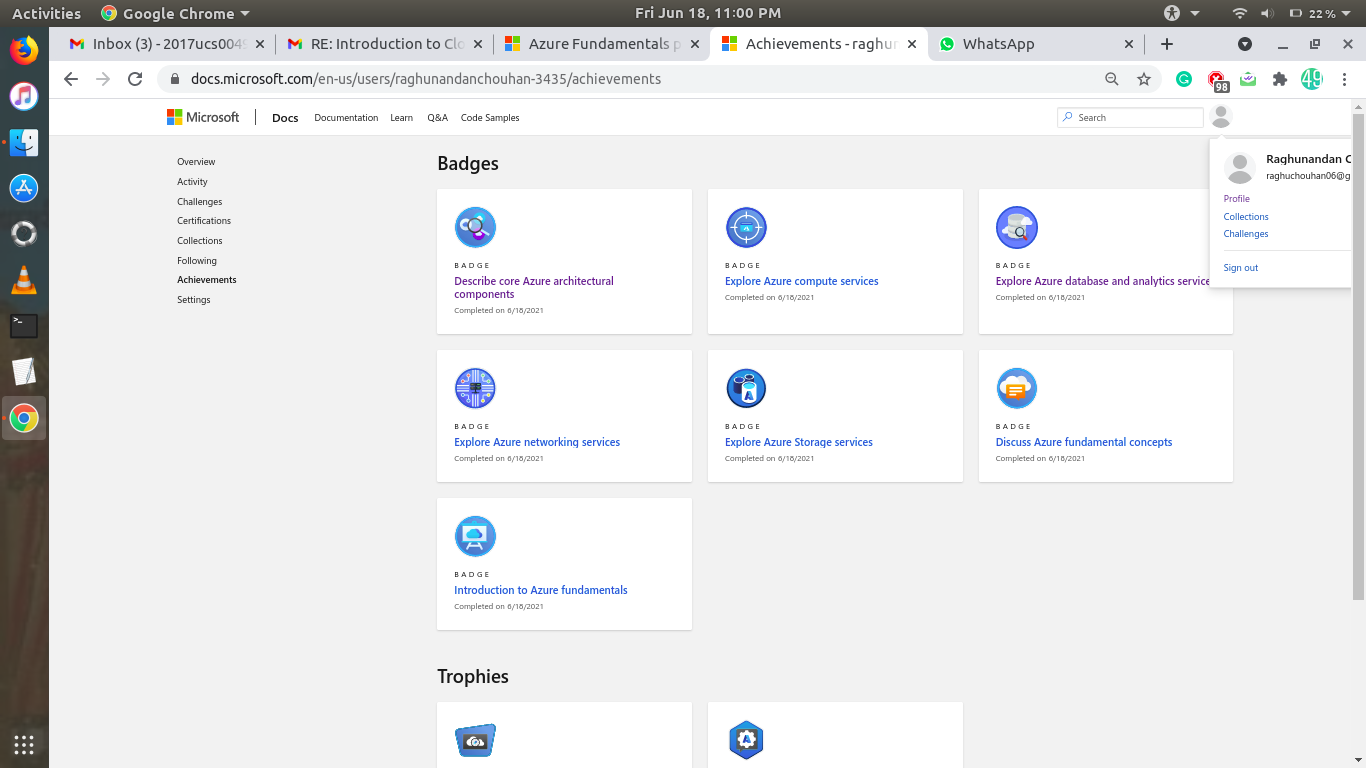 Activities
Google Chrome
Fri Jun 18, 11:00 PM
22 %
Inbox (3) - 2017ucs0049
RE: Introduction to Clo
Azure Fundamentals p
Achievements - raghun
WhatsApp
docs.microsoft.com/en-us/users/raghunandanchouhan-3435/achievements
98
49
Microsoft
Docs
Documentation
Learn
Q&A
Code Samples
Search
Raghunandan C
raghuchouhan06@g
Profile
Collections
Challenges
Sign out
Overview
Activity
Challenges
Certifications
Collections
Following
Achievements
Settings
Badges
BADGE
Describe core Azure architectural
components
Completed on 6/18/2021
BADGE
Explore Azure compute services
Completed on 6/18/2021
BADGE
Explore Azure database and analytics service
Completed on 6/18/2021
BADGE
Explore Azure networking services
Completed on 6/18/2021
BADGE
Explore Azure Storage services
Completed on 6/18/2021
BADGE
Discuss Azure fundamental concepts
Completed on 6/18/2021
BADGE
Introduction to Azure fundamentals
Completed on 6/18/2021
Trophies